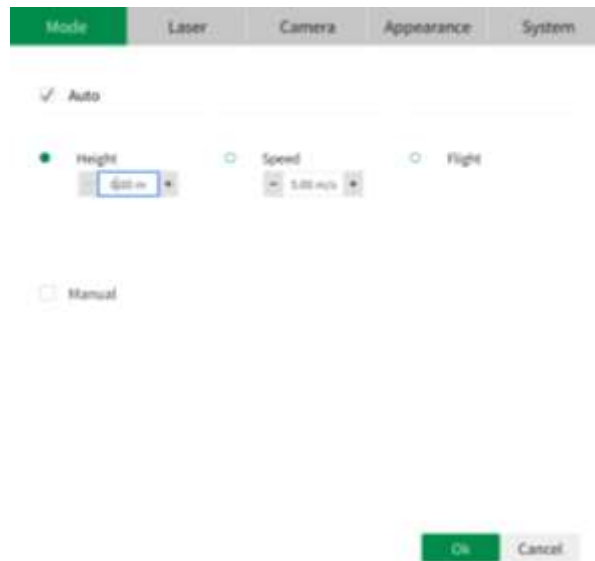 Mode Laser Camera Appearance System
Auto
Height Speed Flight
- m + - 5.00 m/s +
Manual
Ok Cancel